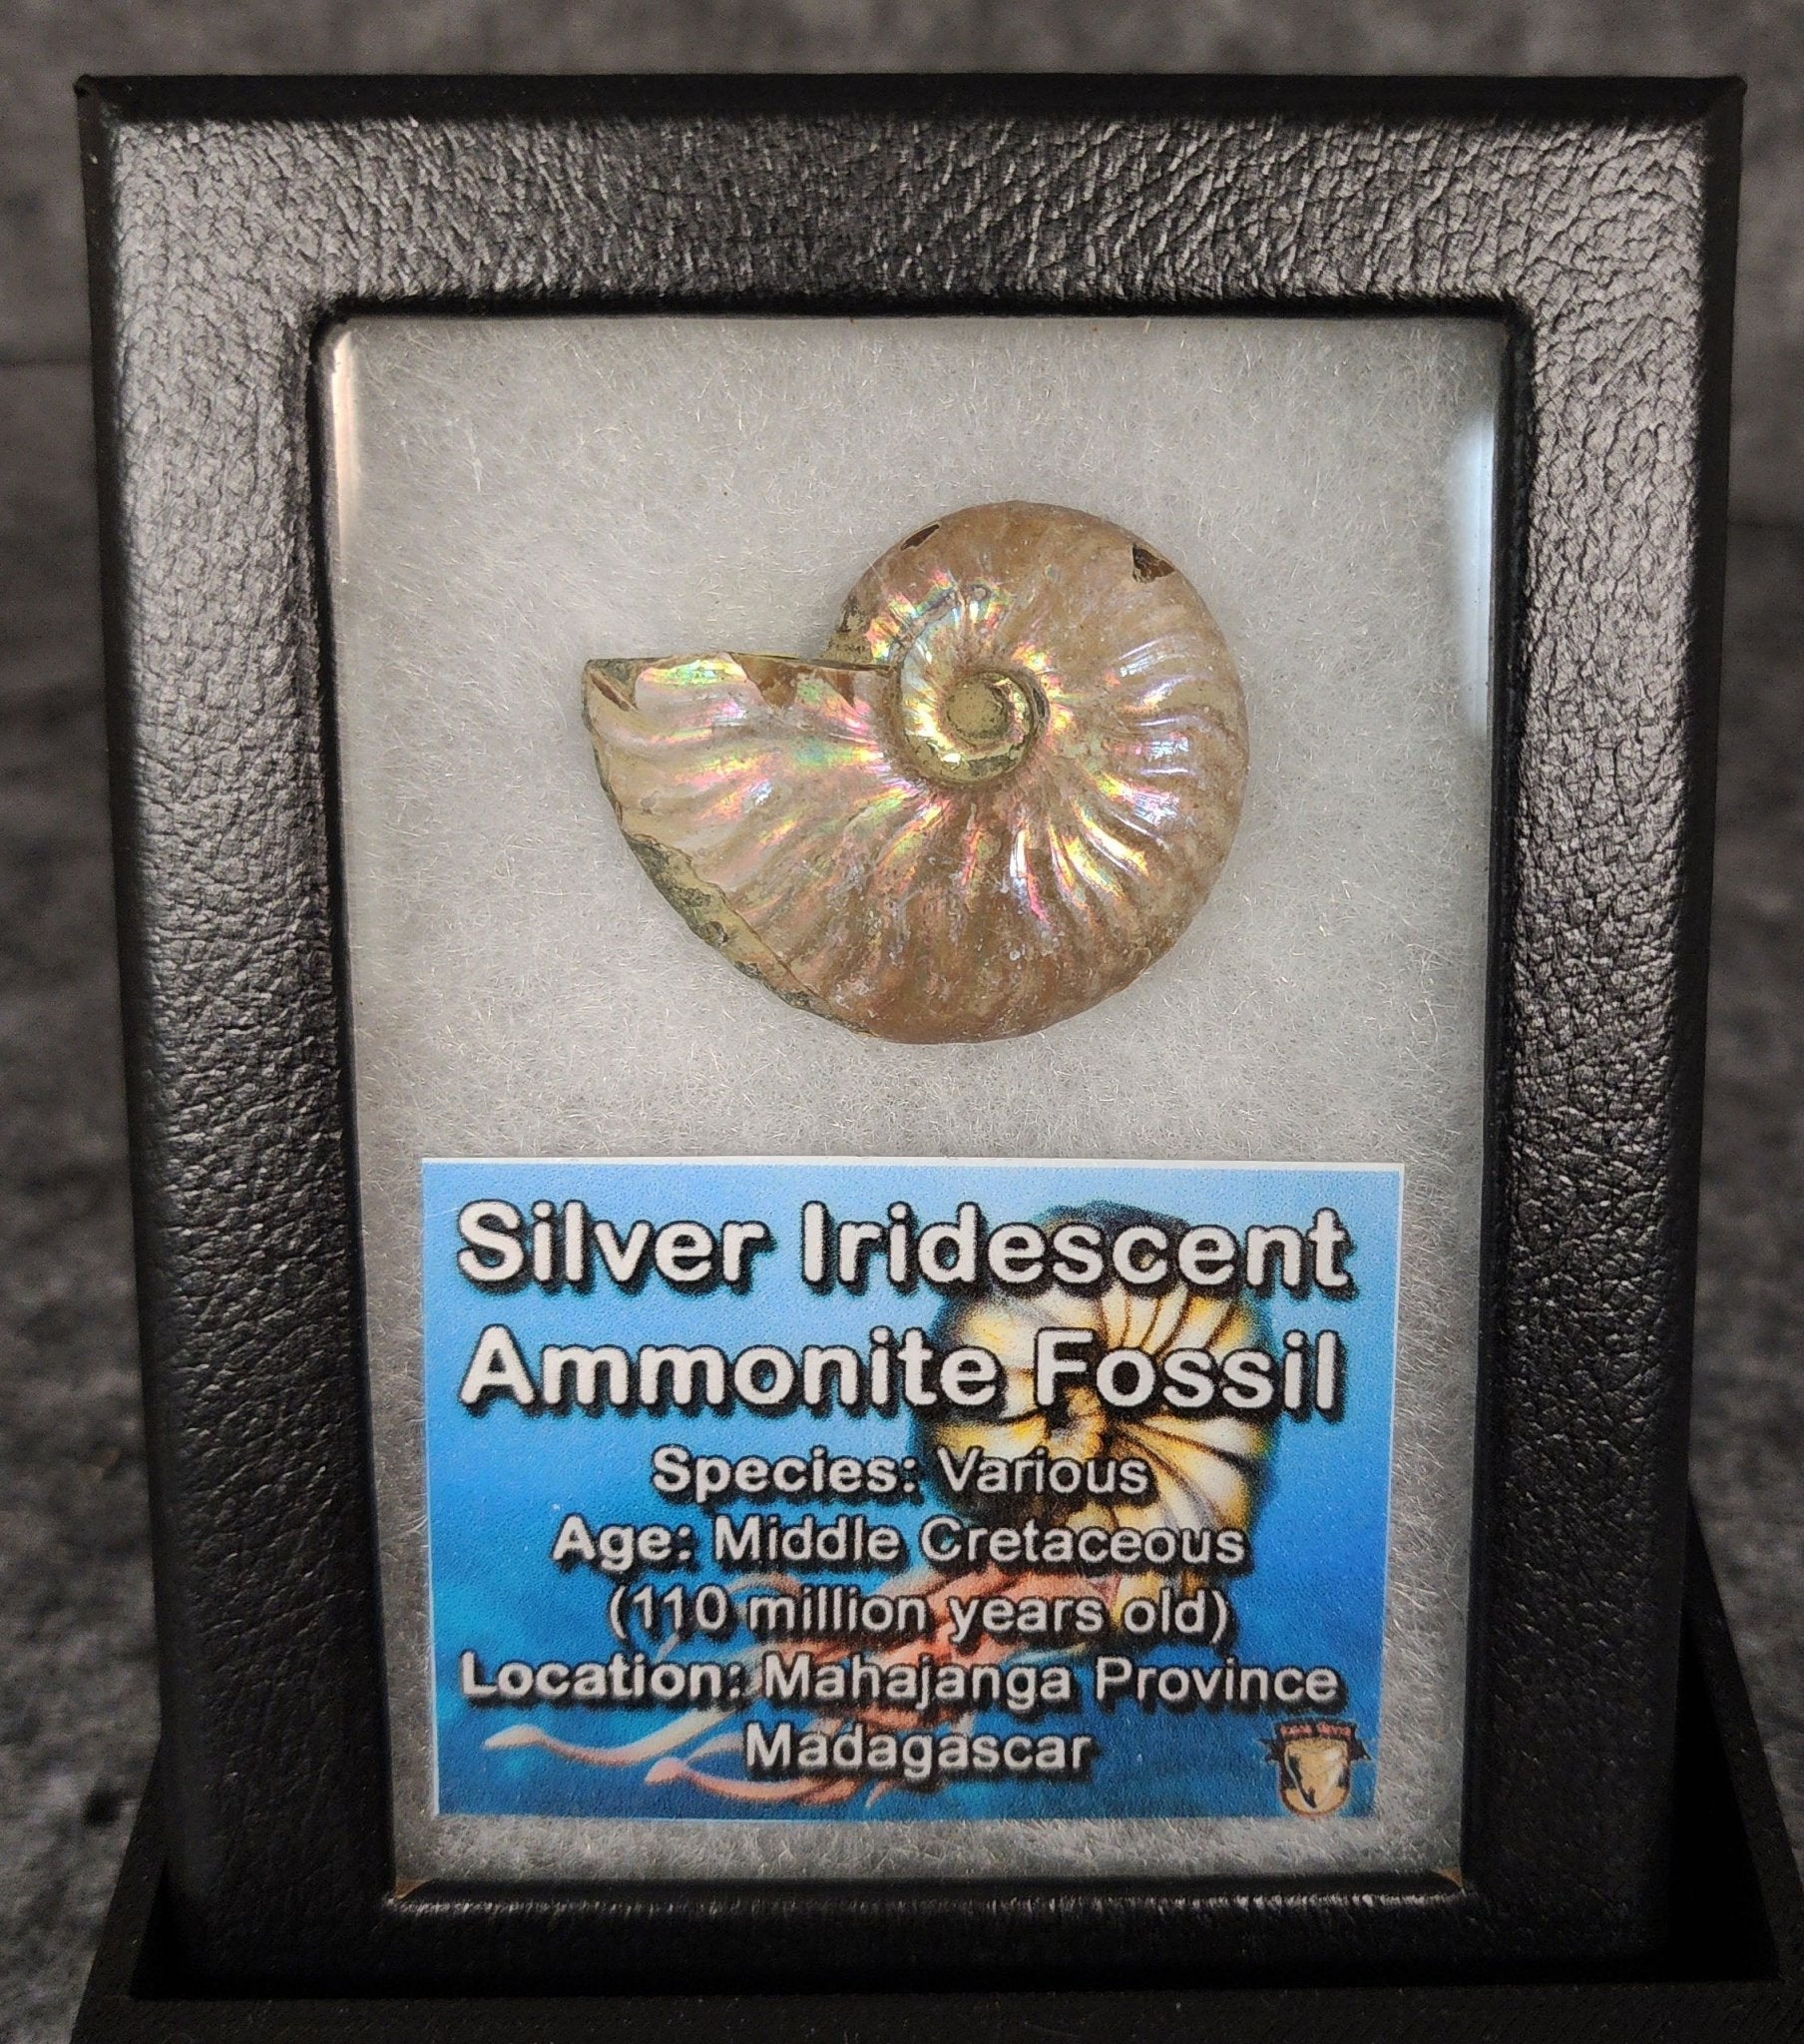 Silver Iridescent
Ammonite Fossil
Species: Various
Age: Middle Cretaceous
(110 million years old)
Location: Mahajanga Province
Madagascar